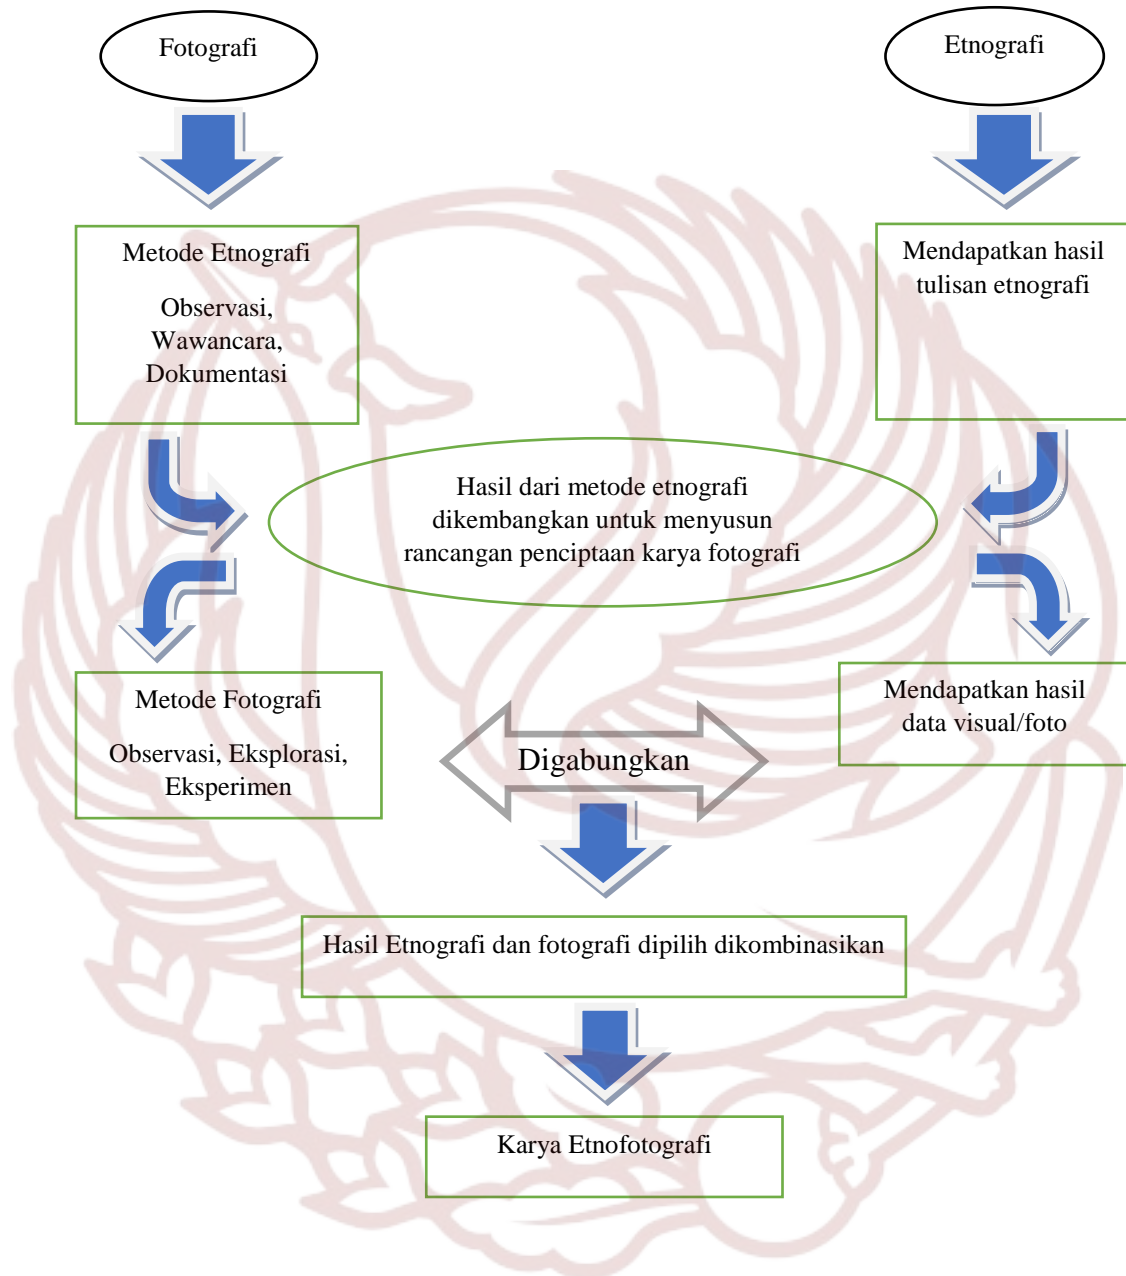 Fotografi
Etnografi
Metode Etnografi
Observasi,
Wawancara,
Dokumentasi
Mendapatkan hasil
tulisan etnografi
Hasil dari metode etnografi
dikembangkan untuk menyusun
rancangan penciptaan karya fotografi
Metode Fotografi
Observasi, Eksplorasi,
Eksperimen
Mendapatkan hasil
data visual/foto
Digabungkan
Hasil Etnografi dan fotografi dipilih dikombinasikan
Karya Etnofotografi